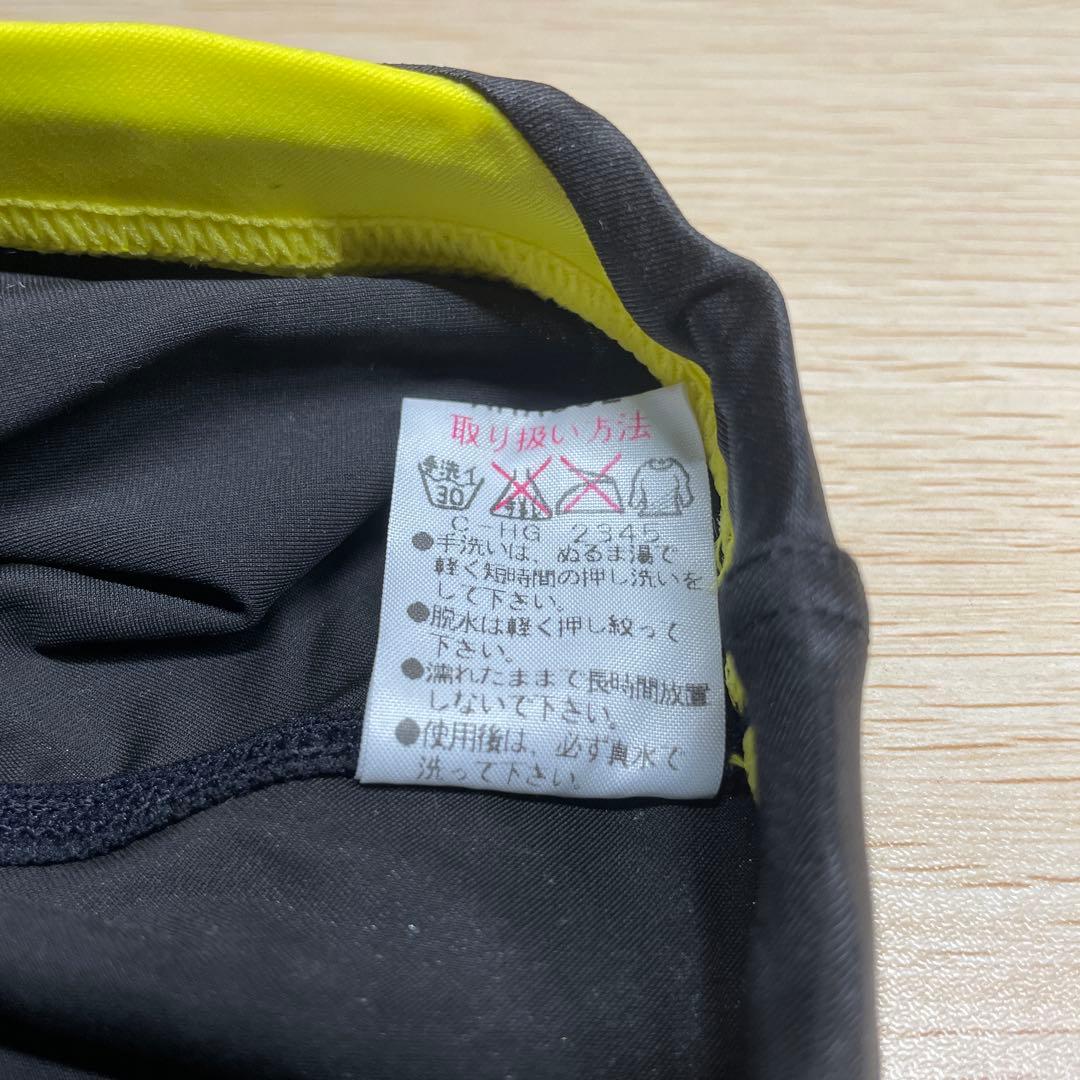 取り扱い方法
手洗イ
30
C-HG 2345
●手洗いは、ぬるま湯で
軽く短時間の押し洗いを
して下さい。
●脱水は軽く押し絞って
下さい。
●濡れたままで長時間放置
しないで下さい。
●使用後は、必ず真水で
洗って下さい。